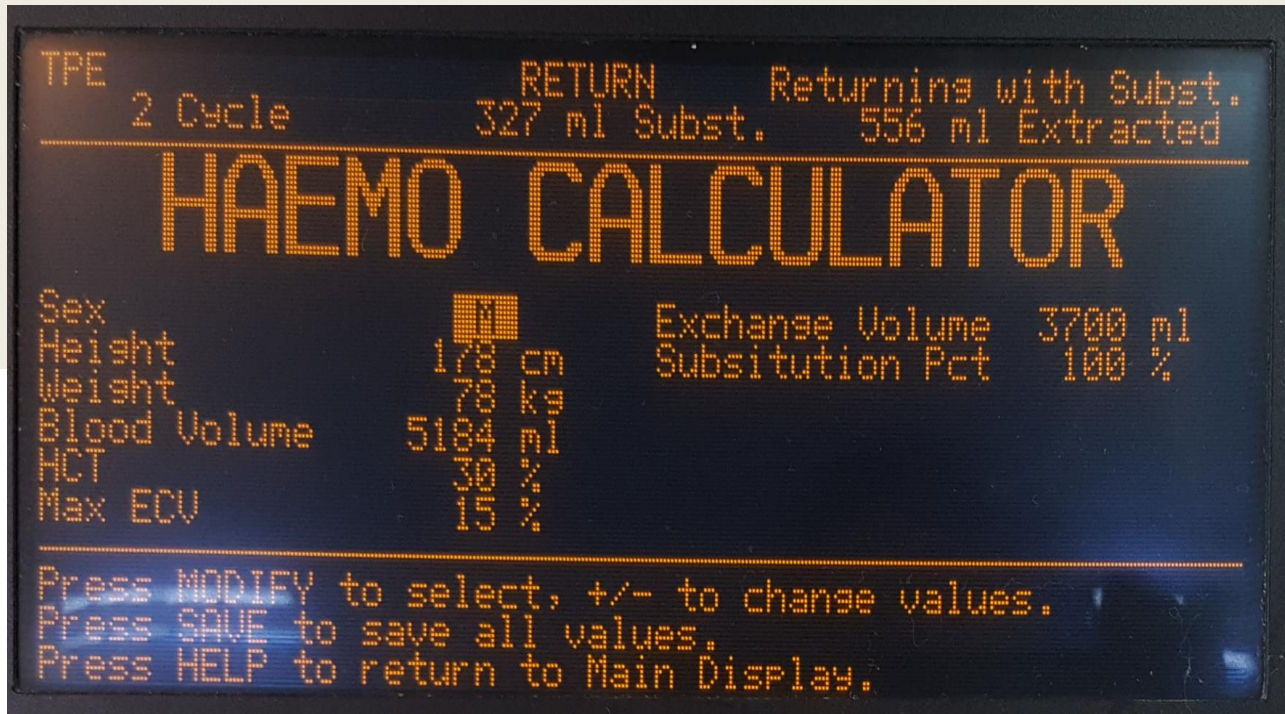 TPE RETURN Returning with Subst.
2 Cycle 327 ml Subst. 556 ml Extracted
HAEMO CALCULATOR
Sex M Exchange Volume 3700 ml
Height 178 cm Subsitution Pct 100 %
Weight 78 kg
Blood Volume 5184 ml
HCT 30 %
Max ECV 15 %
Press MODIFY to select, +/- to change values.
Press SAVE to save all values.
Press HELP to return to Main Display.